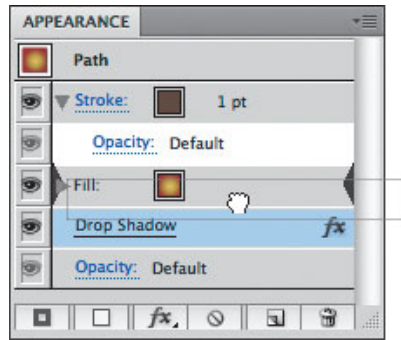 APPEARANCE
Path
Stroke: 1 pt
Opacity: Default
Fill:
Drop Shadow fx
Opacity: Default
fx